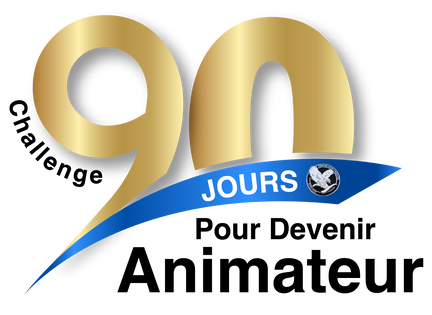 Challenge
90
JOURS
Pour Devenir
Animateur